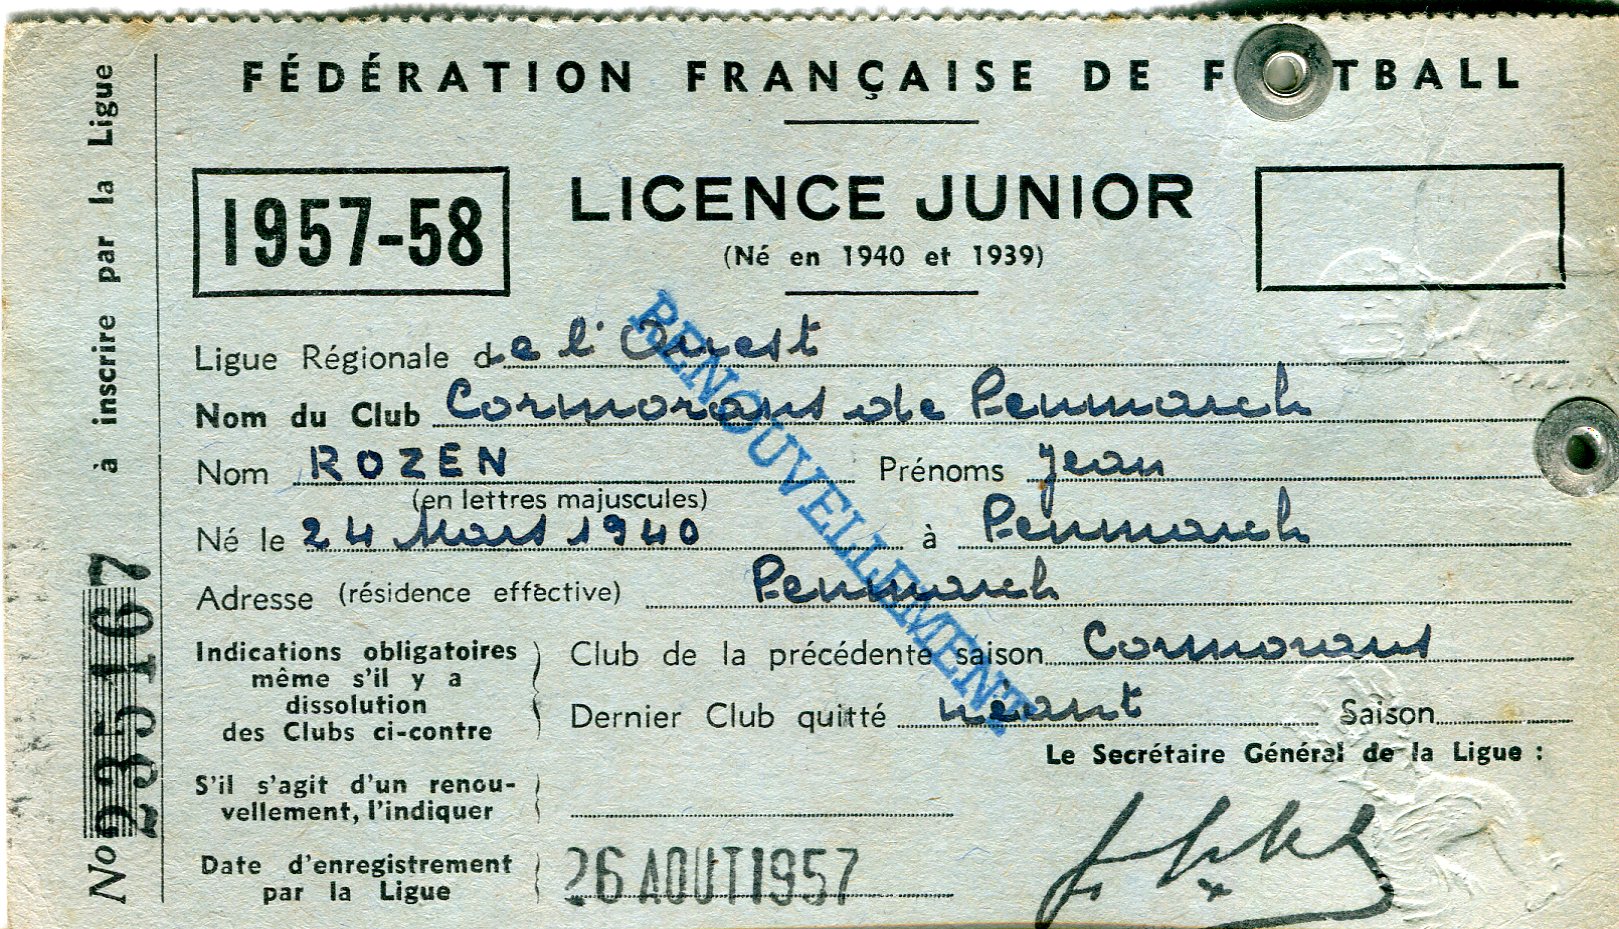 FÉDÉRATION FRANÇAISE DE F TBALL
1957-58
LICENCE JUNIOR
(Né en 1940 et 1939)
Ligue Régionale de l'Ouest
Nom du Club Cormorans de Penmarch
Nom ROZEN Prénoms Jean
(en lettres majuscules)
Né le 24 Mars 1940 à Penmarch
Adresse (résidence effective) Penmarch
Indications obligatoires
même s'il y a
dissolution
des Clubs ci-contre
Club de la précédente saison Cormorans
Dernier Club quitté néant Saison
Le Secrétaire Général de la Ligue :
S'il s'agit d'un renou-
vellement, l'indiquer
Date d'enregistrement
par la Ligue
26 AOUT 1957
RENOUVELLEMENT
No 235167
à inscrire par la Ligue